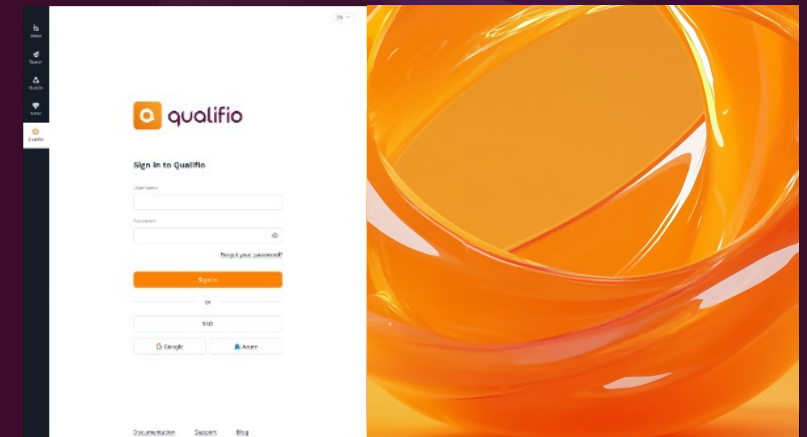 EN
Home
qualifio
Sign in to Qualifio
Username
Password
Forgot your password?
Sign in
or
SSO
Google
Azure
Qualifio
Documentation Support Blog